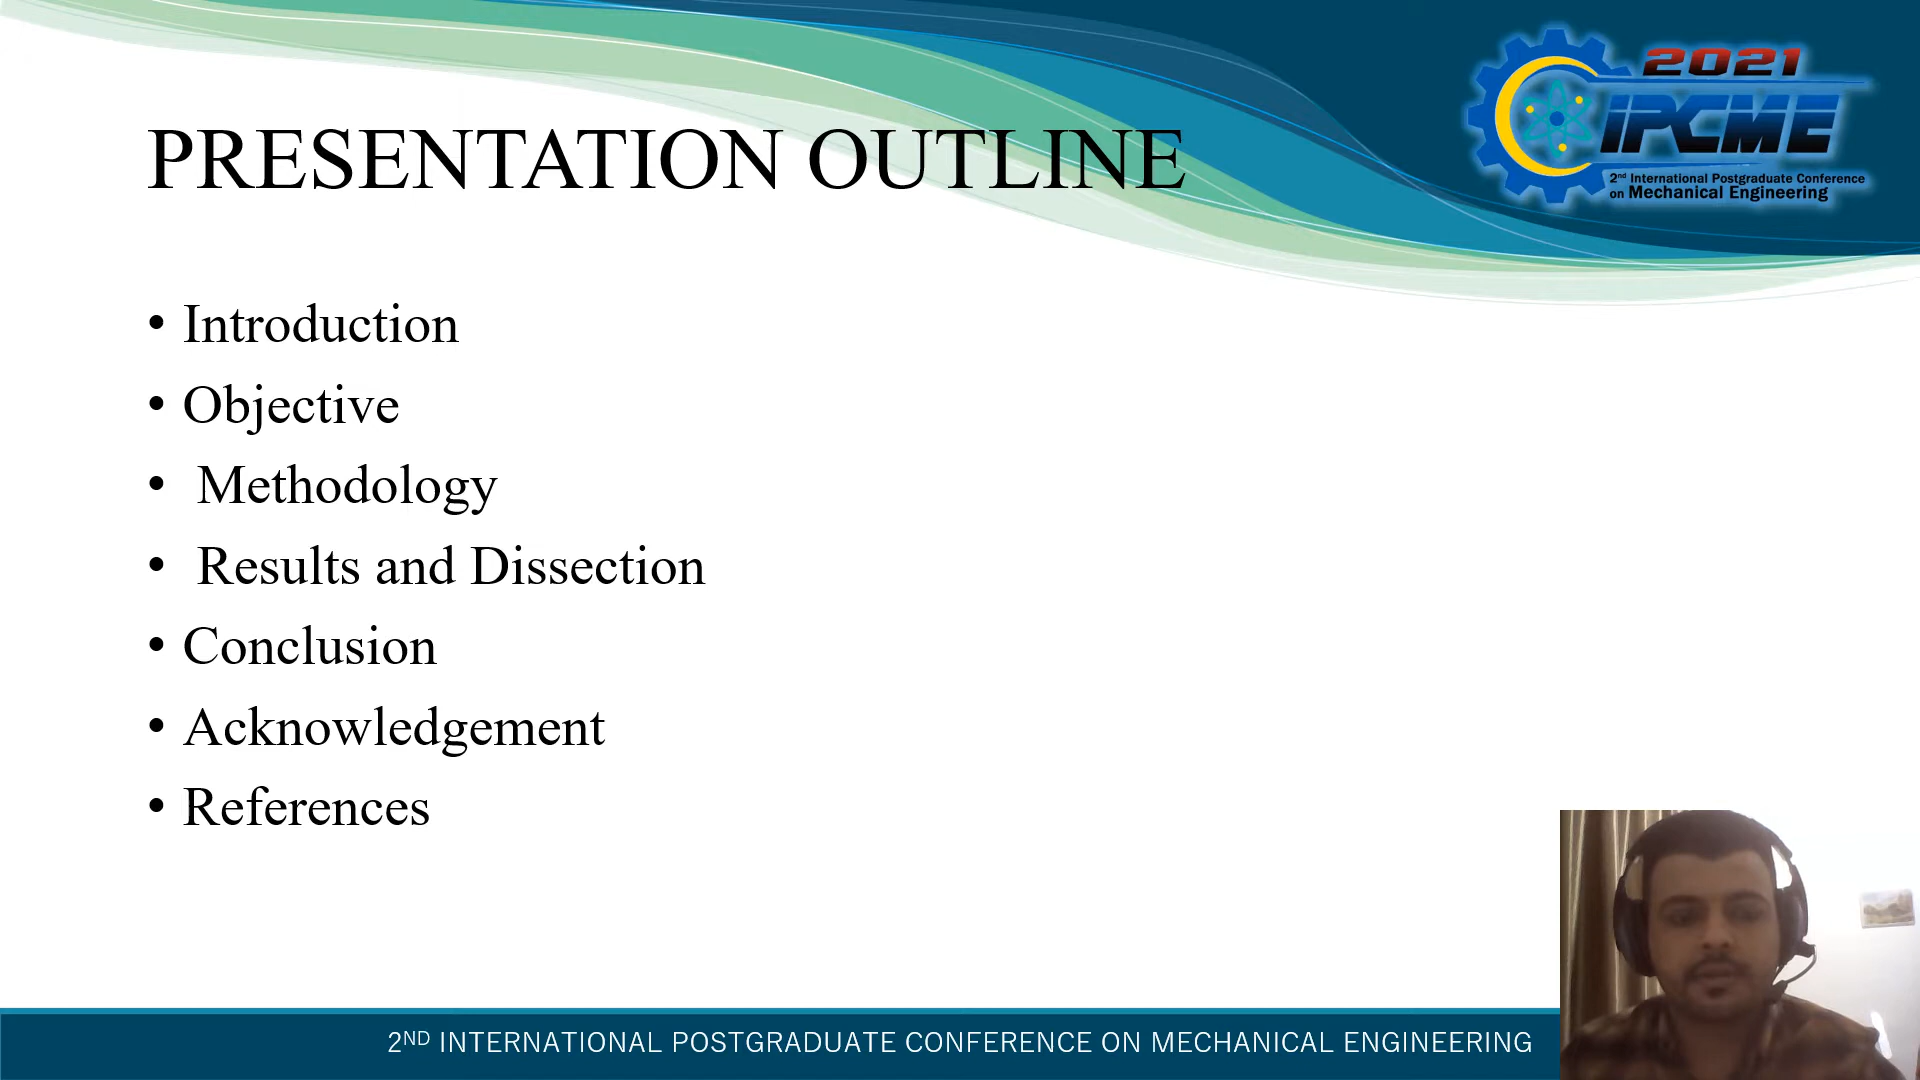 2021
IPCME
2nd International Postgraduate Conference
on Mechanical Engineering
PRESENTATION OUTLINE
• Introduction
• Objective
• Methodology
• Results and Dissection
• Conclusion
• Acknowledgement
• References
2ND INTERNATIONAL POSTGRADUATE CONFERENCE ON MECHANICAL ENGINEERING